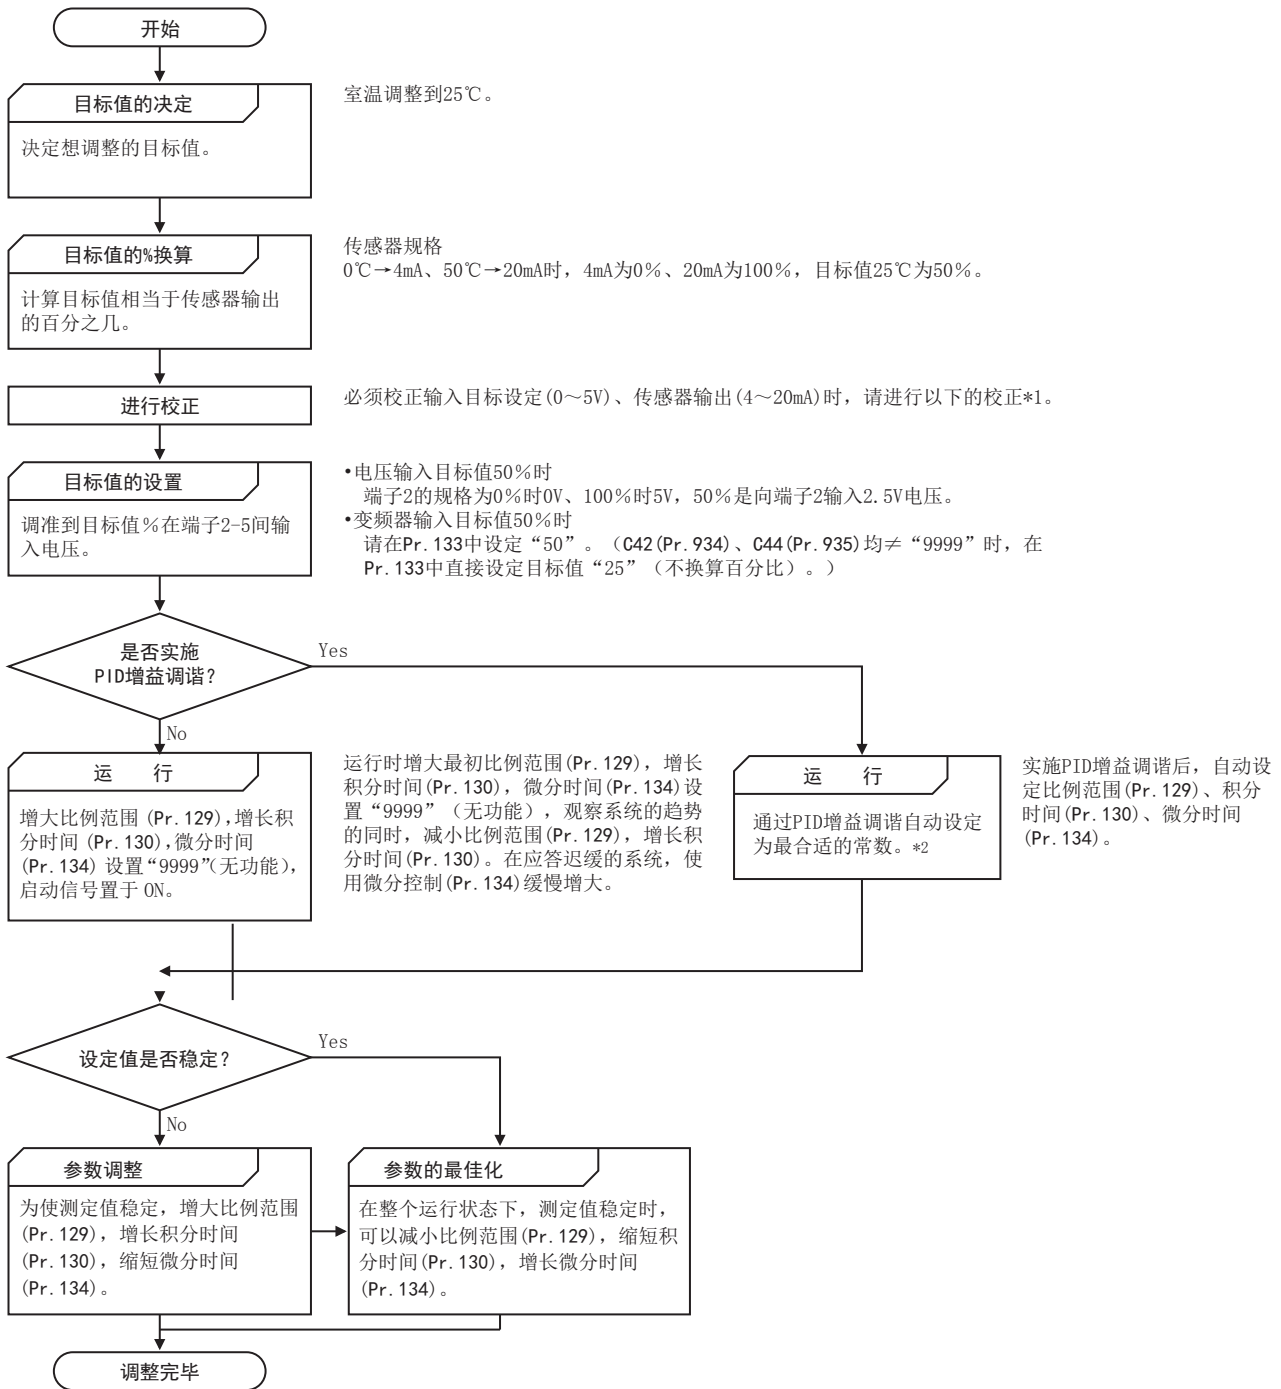 开始
目标值的决定
决定想调整的目标值。
室温调整到25℃。
目标值的%换算
计算目标值相当于传感器输出
的百分之几。
传感器规格
0℃→4mA、50℃→20mA时，4mA为0％、20mA为100％，目标值25℃为50％。
进行校正
必须校正输入目标设定(0～5V)、传感器输出(4～20mA)时，请进行以下的校正*1。
目标值的设置
调准到目标值％在端子2-5间输
入电压。
•电压输入目标值50％时
端子2的规格为0％时0V、100％时5V，50％是向端子2输入2.5V电压。
•变频器输入目标值50％时
请在Pr.133中设定“50”。（C42(Pr.934)、C44(Pr.935)均≠“9999”时，在
Pr.133中直接设定目标值“25”（不换算百分比）。）
是否实施
PID增益调谐？
Yes
No
运 行
增大比例范围 (Pr.129)，增长积
分时间 (Pr.130)，微分时间
(Pr.134) 设置“9999”（无功能），
启动信号置于 ON。
运行时增大最初比例范围(Pr.129)，增长
积分时间(Pr.130)，微分时间(Pr.134)设
置“9999”（无功能），观察系统的趋势
的同时，减小比例范围(Pr.129)，增长积
分时间(Pr.130)。在应答迟缓的系统，使
用微分控制(Pr.134)缓慢增大。
运 行
通过PID增益调谐自动设定
为最合适的常数。*2
实施PID增益调谐后，自动设
定比例范围(Pr.129)、积分
时间(Pr.130)、微分时间
(Pr.134)。
设定值是否稳定？
Yes
No
参数调整
为使测定值稳定，增大比例范围
(Pr.129)，增长积分时间
(Pr.130)，缩短微分时间
(Pr.134)。
参数的最佳化
在整个运行状态下，测定值稳定时，
可以减小比例范围(Pr.129)，缩短积
分时间(Pr.130)，增长微分时间
(Pr.134)。
调整完毕